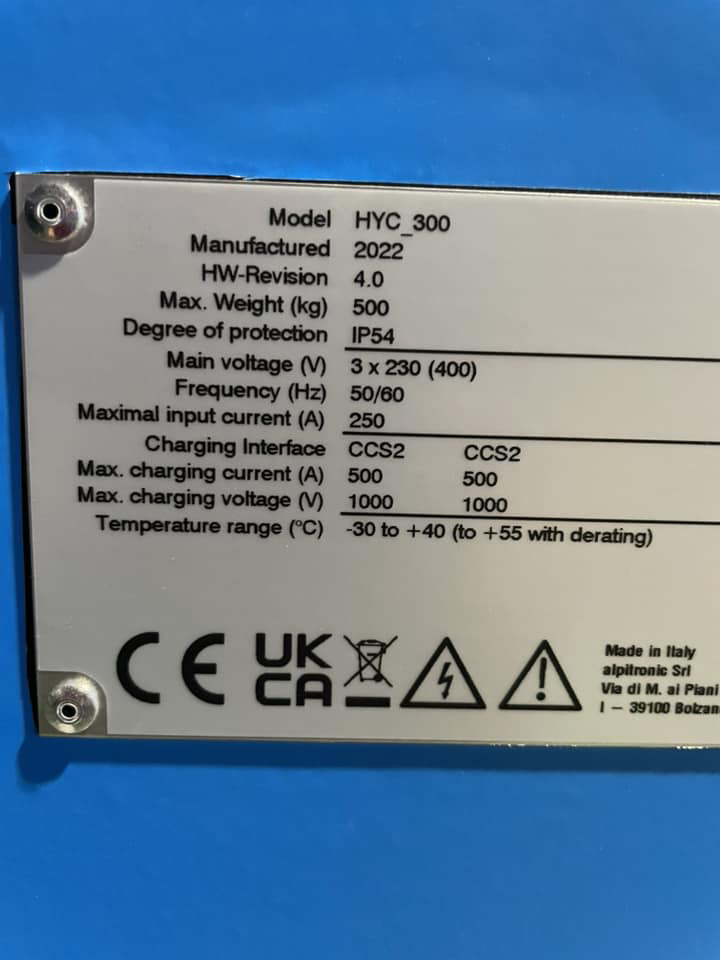 Model HYC_300
Manufactured 2022
HW-Revision 4.0
Max. Weight (kg) 500
Degree of protection IP54
Main voltage (V) 3 x 230 (400)
Frequency (Hz) 50/60
Maximal input current (A) 250
Charging Interface CCS2 CCS2
Max. charging current (A) 500 500
Max. charging voltage (V) 1000 1000
Temperature range (°C) -30 to +40 (to +55 with derating)
CE UK
CA
Made in Italy
alpitronic Srl
Via di M. ai Piani
I – 39100 Bolzan